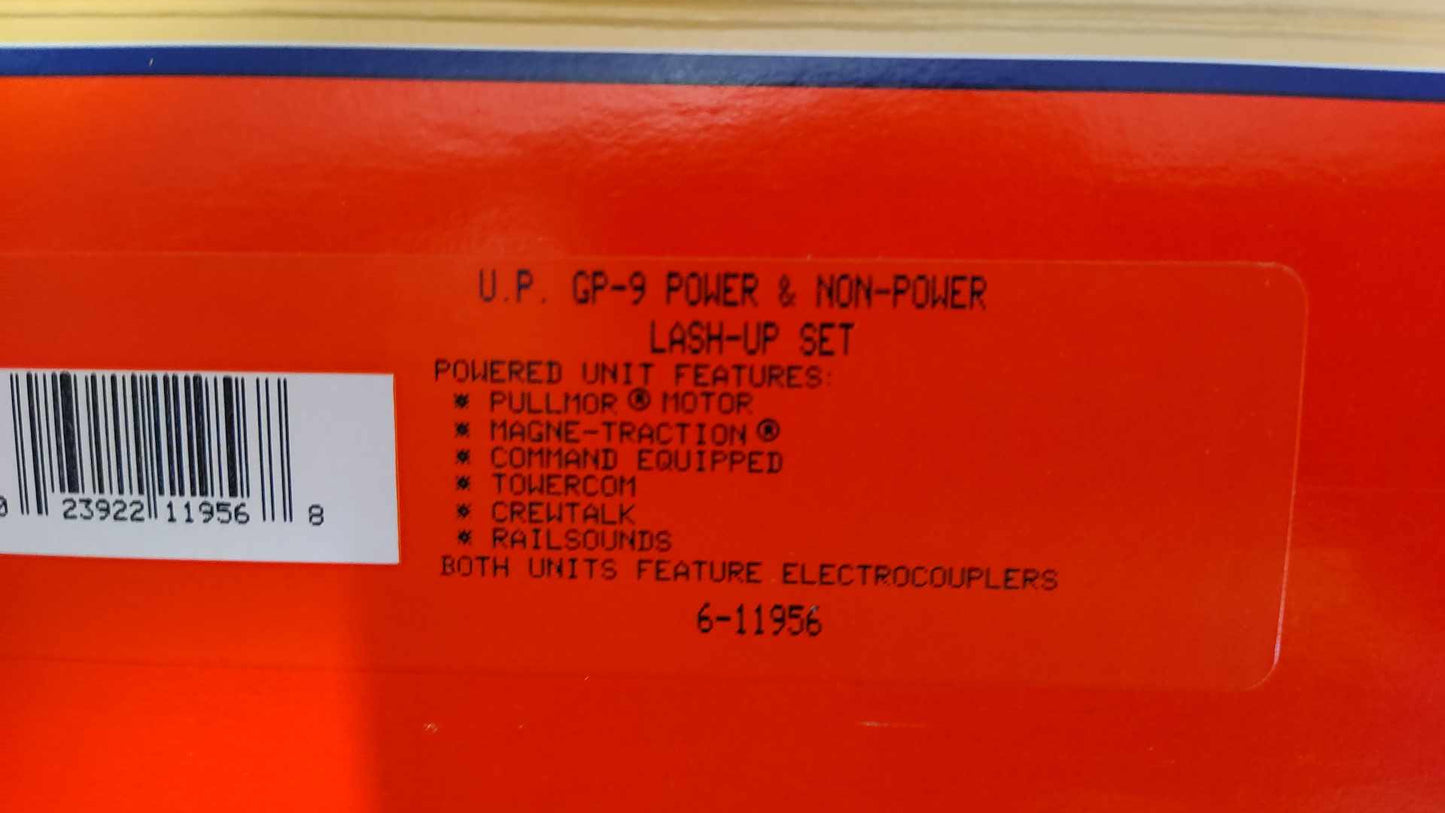 U.P. GP-9 POWER & NON-POWER
LASH-UP SET
POWERED UNIT FEATURES:
* PULLMOR® MOTOR
* MAGNE-TRACTION®
* COMMAND EQUIPPED
* TOWERCOM
* CREWTALK
* RAILSOUNDS
BOTH UNITS FEATURE ELECTROCOUPLERS
6-11956
0 23922 11956 8